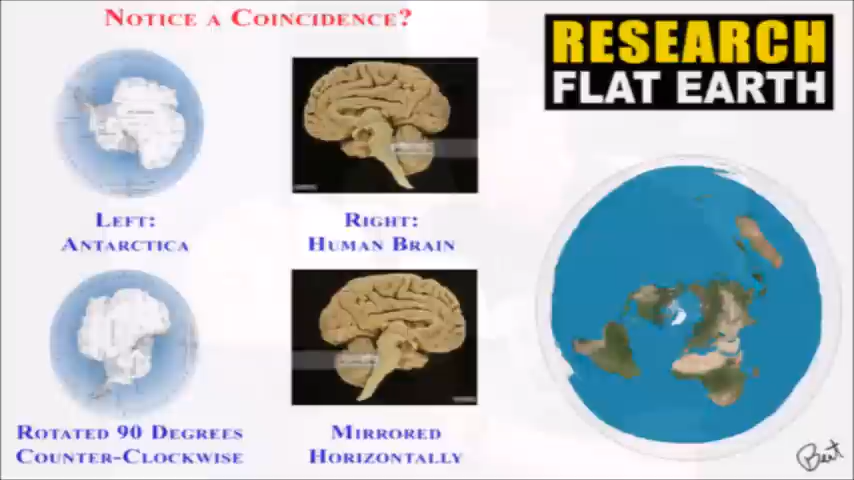 NOTICE A COINCIDENCE?
RESEARCH
FLAT EARTH
LEFT:
ANTARCTICA
RIGHT:
HUMAN BRAIN
ROTATED 90 DEGREES
COUNTER-CLOCKWISE
MIRRORED
HORIZONTALLY